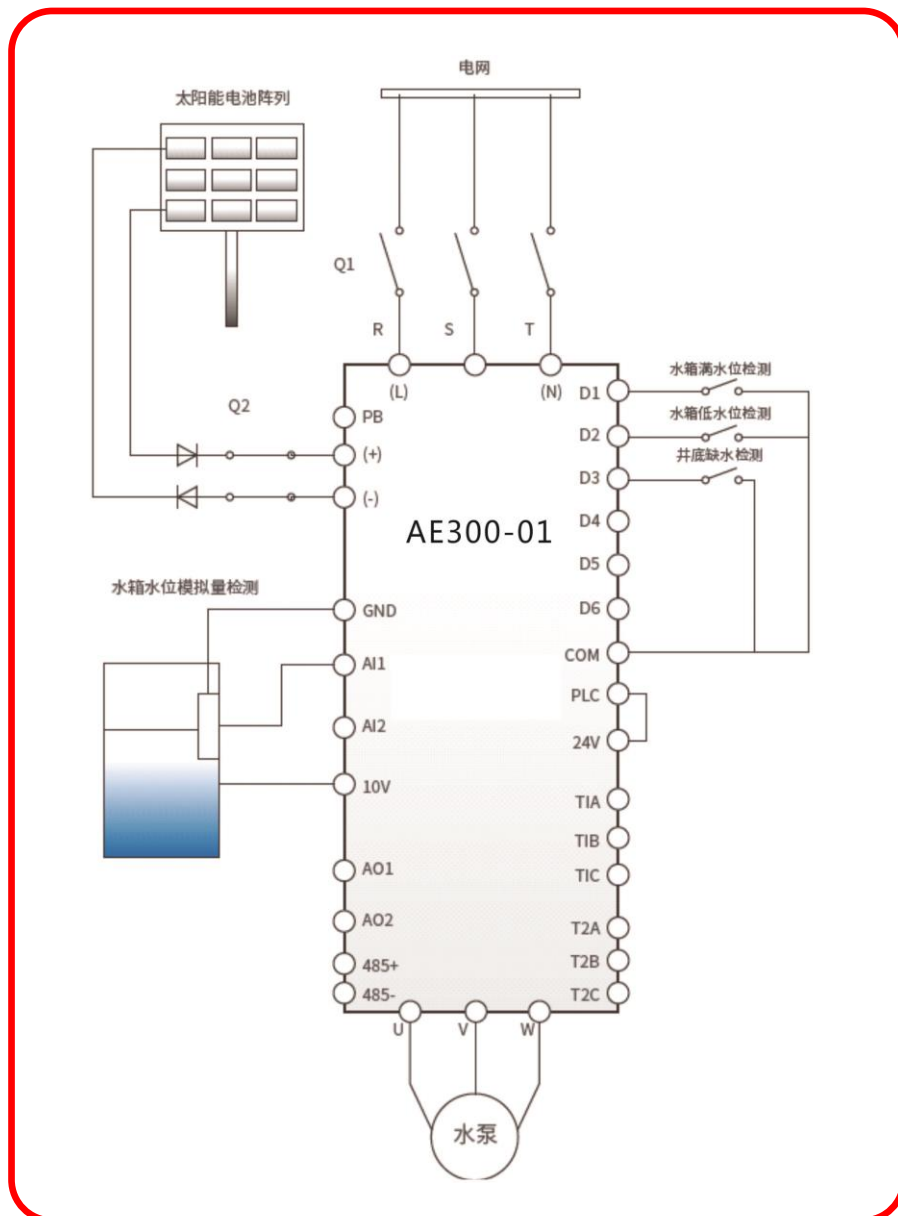 电网
太阳能电池阵列
Q1
R
S
T
(L)
(N)
Q2
PB
(+)
(-)
水箱水位模拟量检测
GND
AI1
AI2
10V
AO1
AO2
485+
485-
AE300-01
D1
水箱满水位检测
D2
水箱低水位检测
D3
井底缺水检测
D4
D5
D6
COM
PLC
24V
TIA
TIB
TIC
T2A
T2B
T2C
U
V
W
水泵